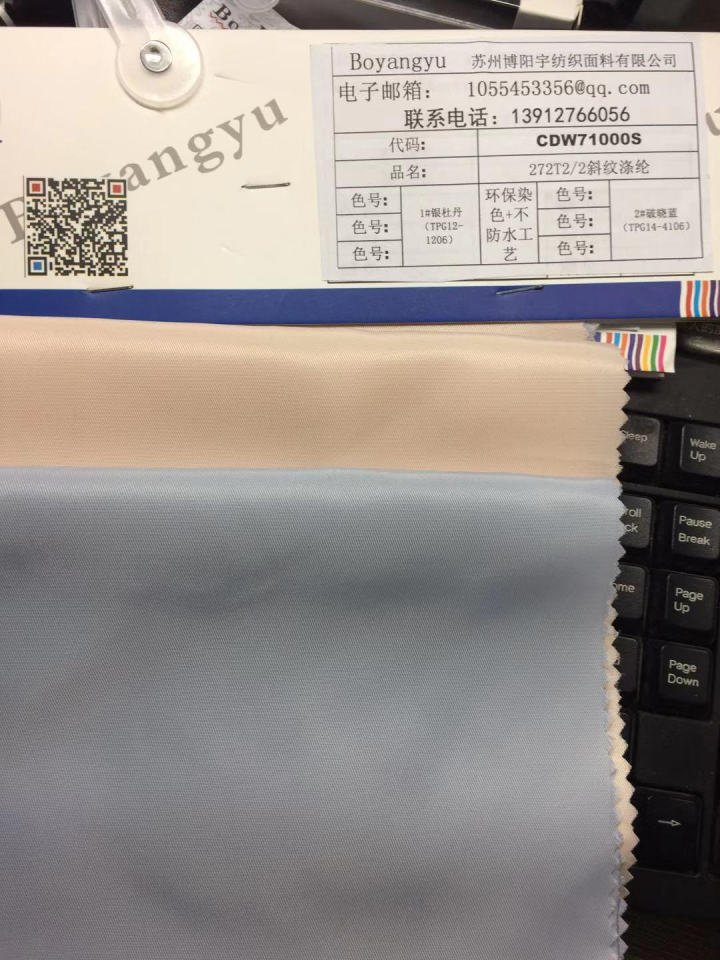 Boyangyu 苏州博阳宇纺织面料有限公司
电子邮箱: 1055453356@qq.com
联系电话: 13912766056
代码: CDW71000S
品名: 272T2/2斜纹涤纶
色号:
色号:
色号:
1#银牡丹
(TPG12-
1206)
环保染
色+不
防水工
艺
色号:
色号:
色号:
2#破晓蓝
(TPG14-4106)
Boyangyu
Wake
Up
Pause
Break
Page
Up
Page
Down